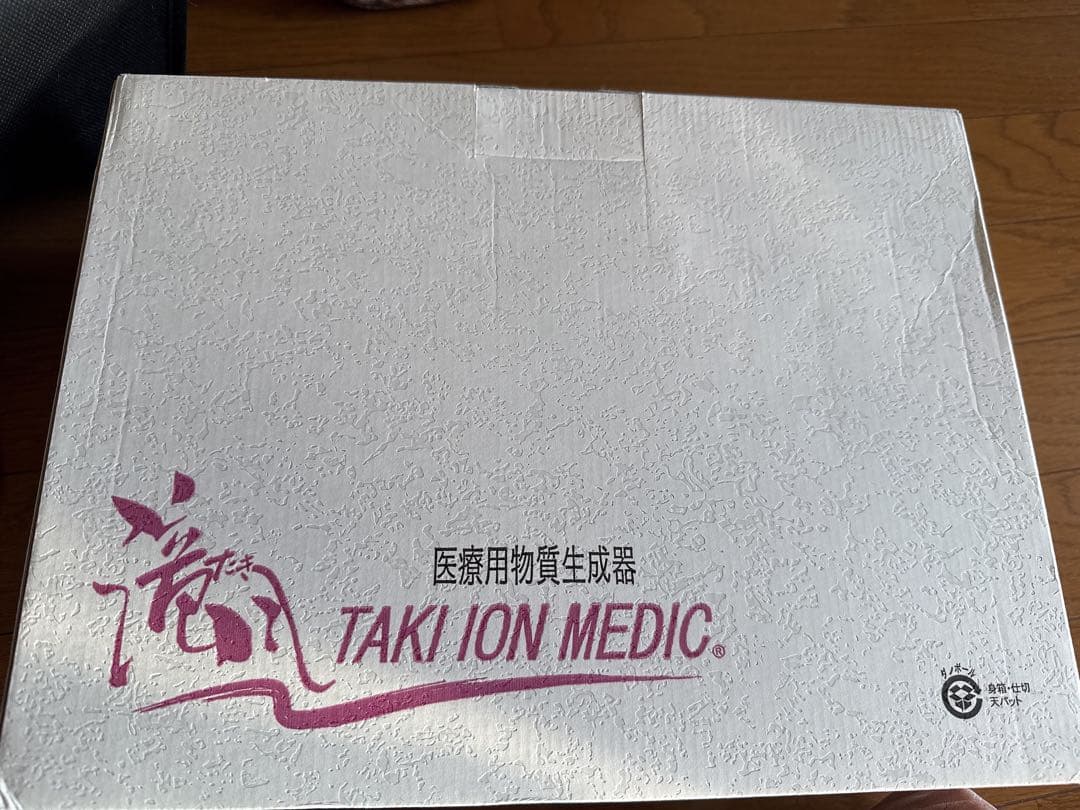 滝風
たき
医療用物質生成器
TAKI ION MEDIC®
ダンボール
身箱・仕切
天パット